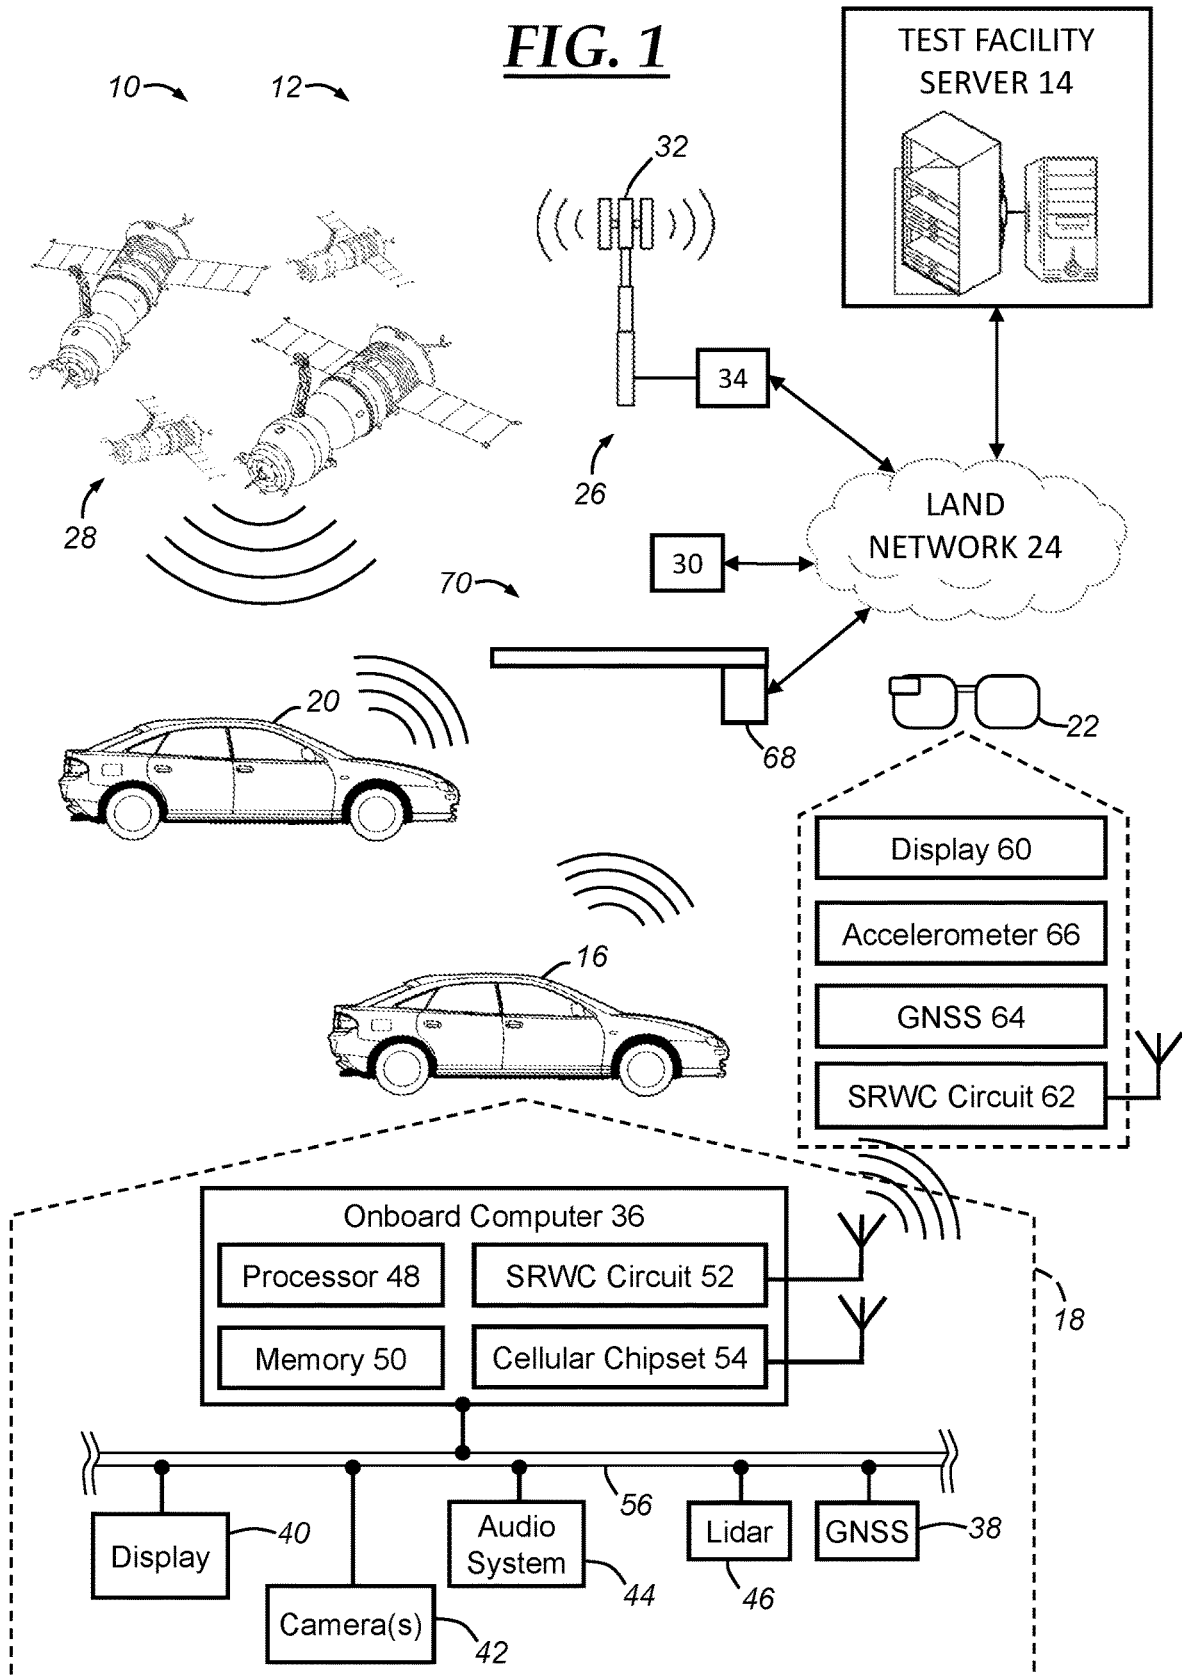 FIG. 1
10
12
TEST FACILITY
SERVER 14
32
34
26
28
LAND
NETWORK 24
30
70
20
68
22
Display 60
Accelerometer 66
GNSS 64
SRWC Circuit 62
16
Onboard Computer 36
Processor 48
SRWC Circuit 52
Memory 50
Cellular Chipset 54
18
56
Display
40
Camera(s)
42
Audio
System
44
Lidar
46
GNSS
38